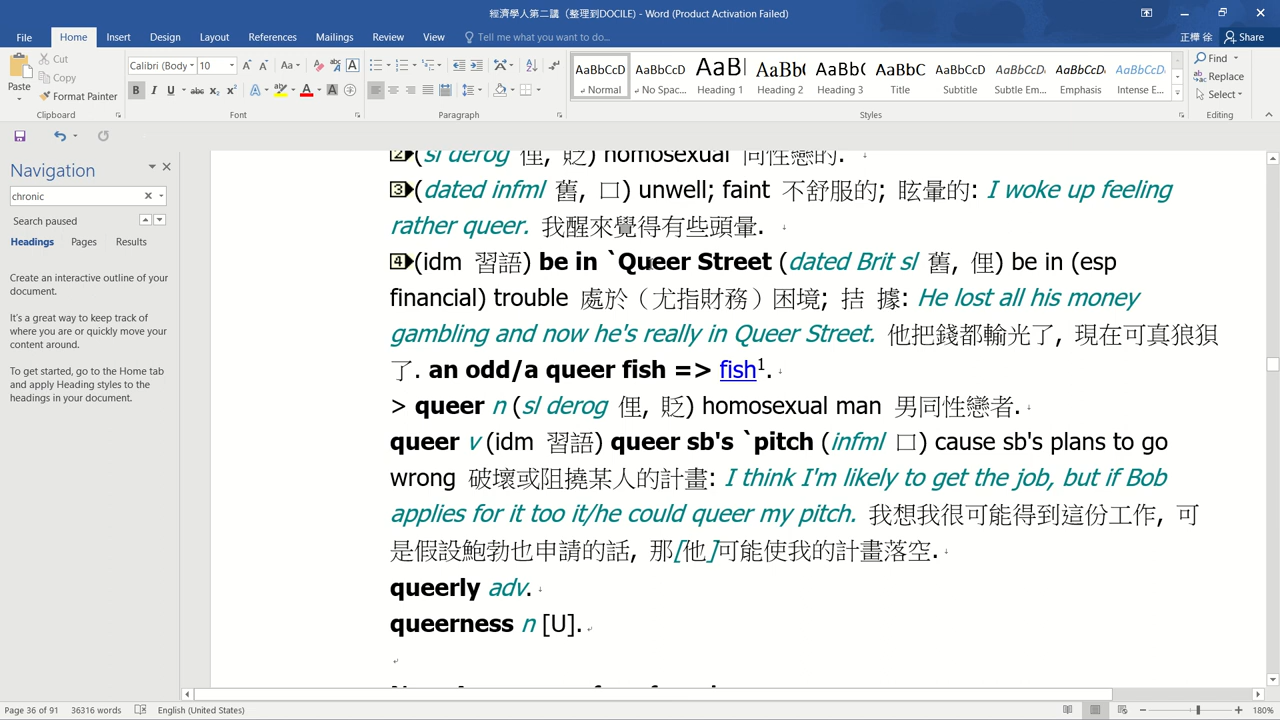 經濟學人第二講（整理到DOCILE) - Word (Product Activation Failed)
File Home Insert Design Layout References Mailings Review View Tell me what you want to do... 正樺 徐 Share
Paste Cut Copy Format Painter
Calibri (Body 10
AaBbCcD Normal AaBbCcD No Spac... AaB Heading 1 AaBb( Heading 2 AaBbC Heading 3 AaBbC Title AaBbCcD Subtitle AaBbCcD Subtle Em... AaBbCcD Emphasis AaBbCcD Intense E...
Find Replace Select
Clipboard Font Paragraph Styles Editing
Navigation
chronic
Search paused
Headings Pages Results
Create an interactive outline of your
document.
It's a great way to keep track of
where you are or quickly move your
content around.
To get started, go to the Home tab
and apply Heading styles to the
headings in your document.
2 (sl derog 俚, 貶) homosexual 同性戀的.
3 (dated infml 舊, 口) unwell; faint 不舒服的; 眩暈的: I woke up feeling
rather queer. 我醒來覺得有些頭暈.
4 (idm 習語) be in `Queer Street (dated Brit sl 舊, 俚) be in (esp
financial) trouble 處於（尤指財務）困境; 拮 據: He lost all his money
gambling and now he's really in Queer Street. 他把錢都輸光了, 現在可真狼狽
了. an odd/a queer fish => fish¹.
> queer n (sl derog 俚, 貶) homosexual man 男同性戀者.
queer v (idm 習語) queer sb's `pitch (infml 口) cause sb's plans to go
wrong 破壞或阻撓某人的計畫: I think I'm likely to get the job, but if Bob
applies for it too it/he could queer my pitch. 我想我很可能得到這份工作, 可
是假設鮑勃也申請的話, 那[他]可能使我的計畫落空.
queerly adv.
queerness n [U].
Page 36 of 91 36316 words English (United States) 180%